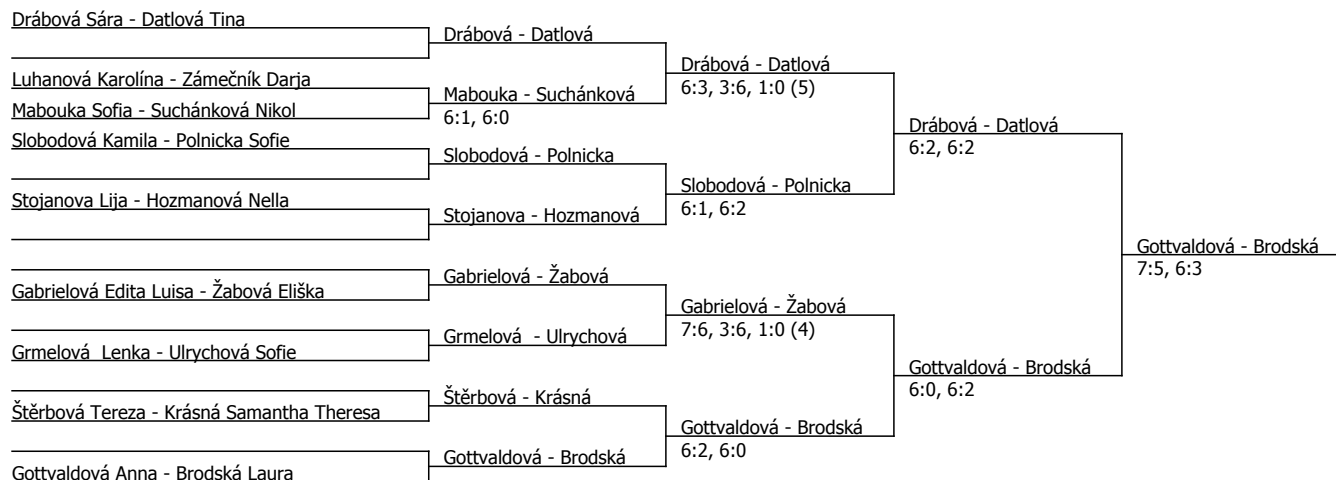 Drábová Sára - Datlová Tina
Luhanová Karolína - Zámečník Darja
Mabouka Sofia - Suchánková Nikol
Slobodová Kamila - Polnicka Sofie
Stojanova Lija - Hozmanová Nella
Gabrielová Edita Luisa - Žabová Eliška
Grmelová  Lenka - Ulrychová Sofie
Štěrbová Tereza - Krásná Samantha Theresa
Gottvaldová Anna - Brodská Laura
Drábová - Datlová
Mabouka - Suchánková
6:1, 6:0
Slobodová - Polnicka
Stojanova - Hozmanová
Gabrielová - Žabová
Grmelová  - Ulrychová
Štěrbová - Krásná
Gottvaldová - Brodská
Drábová - Datlová
6:3, 3:6, 1:0 (5)
Slobodová - Polnicka
6:1, 6:2
Gabrielová - Žabová
7:6, 3:6, 1:0 (4)
Gottvaldová - Brodská
6:2, 6:0
Drábová - Datlová
6:2, 6:2
Gottvaldová - Brodská
6:0, 6:2
Gottvaldová - Brodská
7:5, 6:3